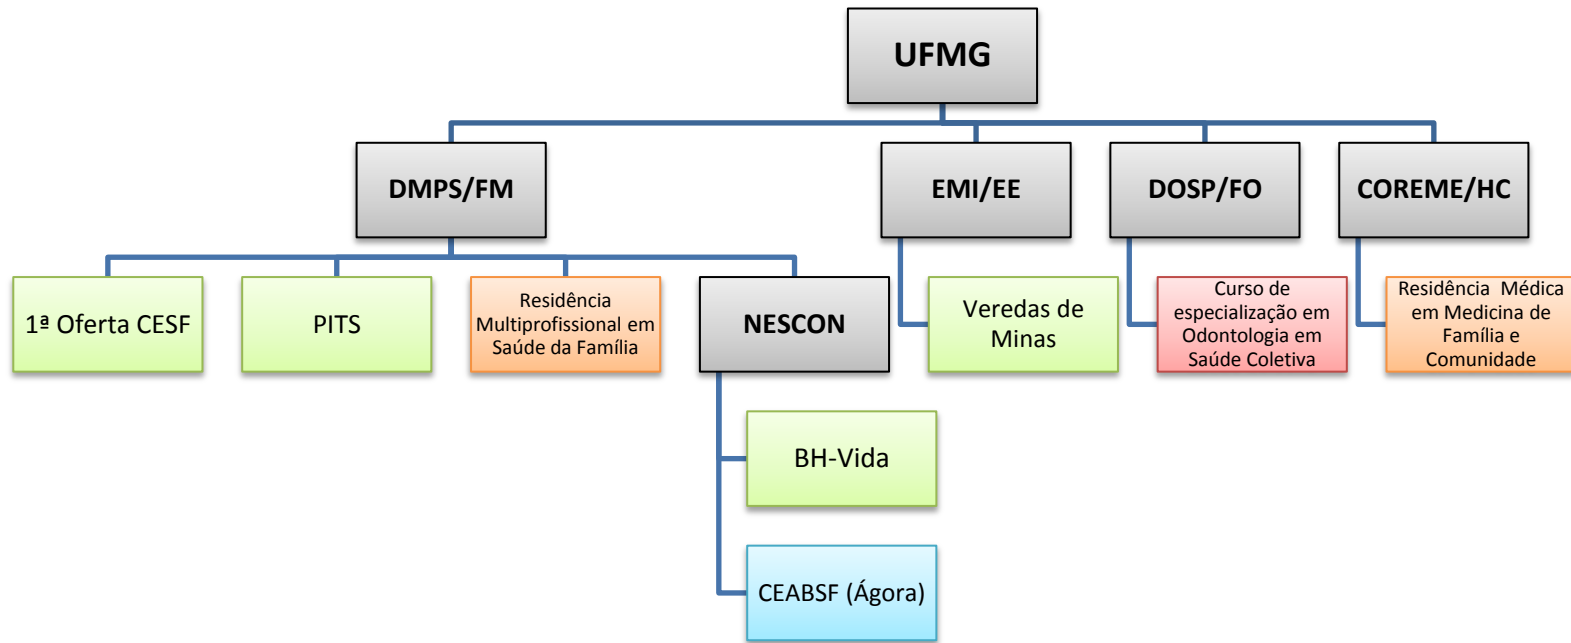 UFMG
DMPS/FM
EMI/EE
DOSP/FO
COREME/HC
1ª Oferta CESF
PITS
Residência
Multiprofissional em
Saúde da Família
NESCON
Veredas de
Minas
Curso de
especialização em
Odontologia em
Saúde Coletiva
Residência Médica
em Medicina de
Família e
Comunidade
BH-Vida
CEABSF (Ágora)